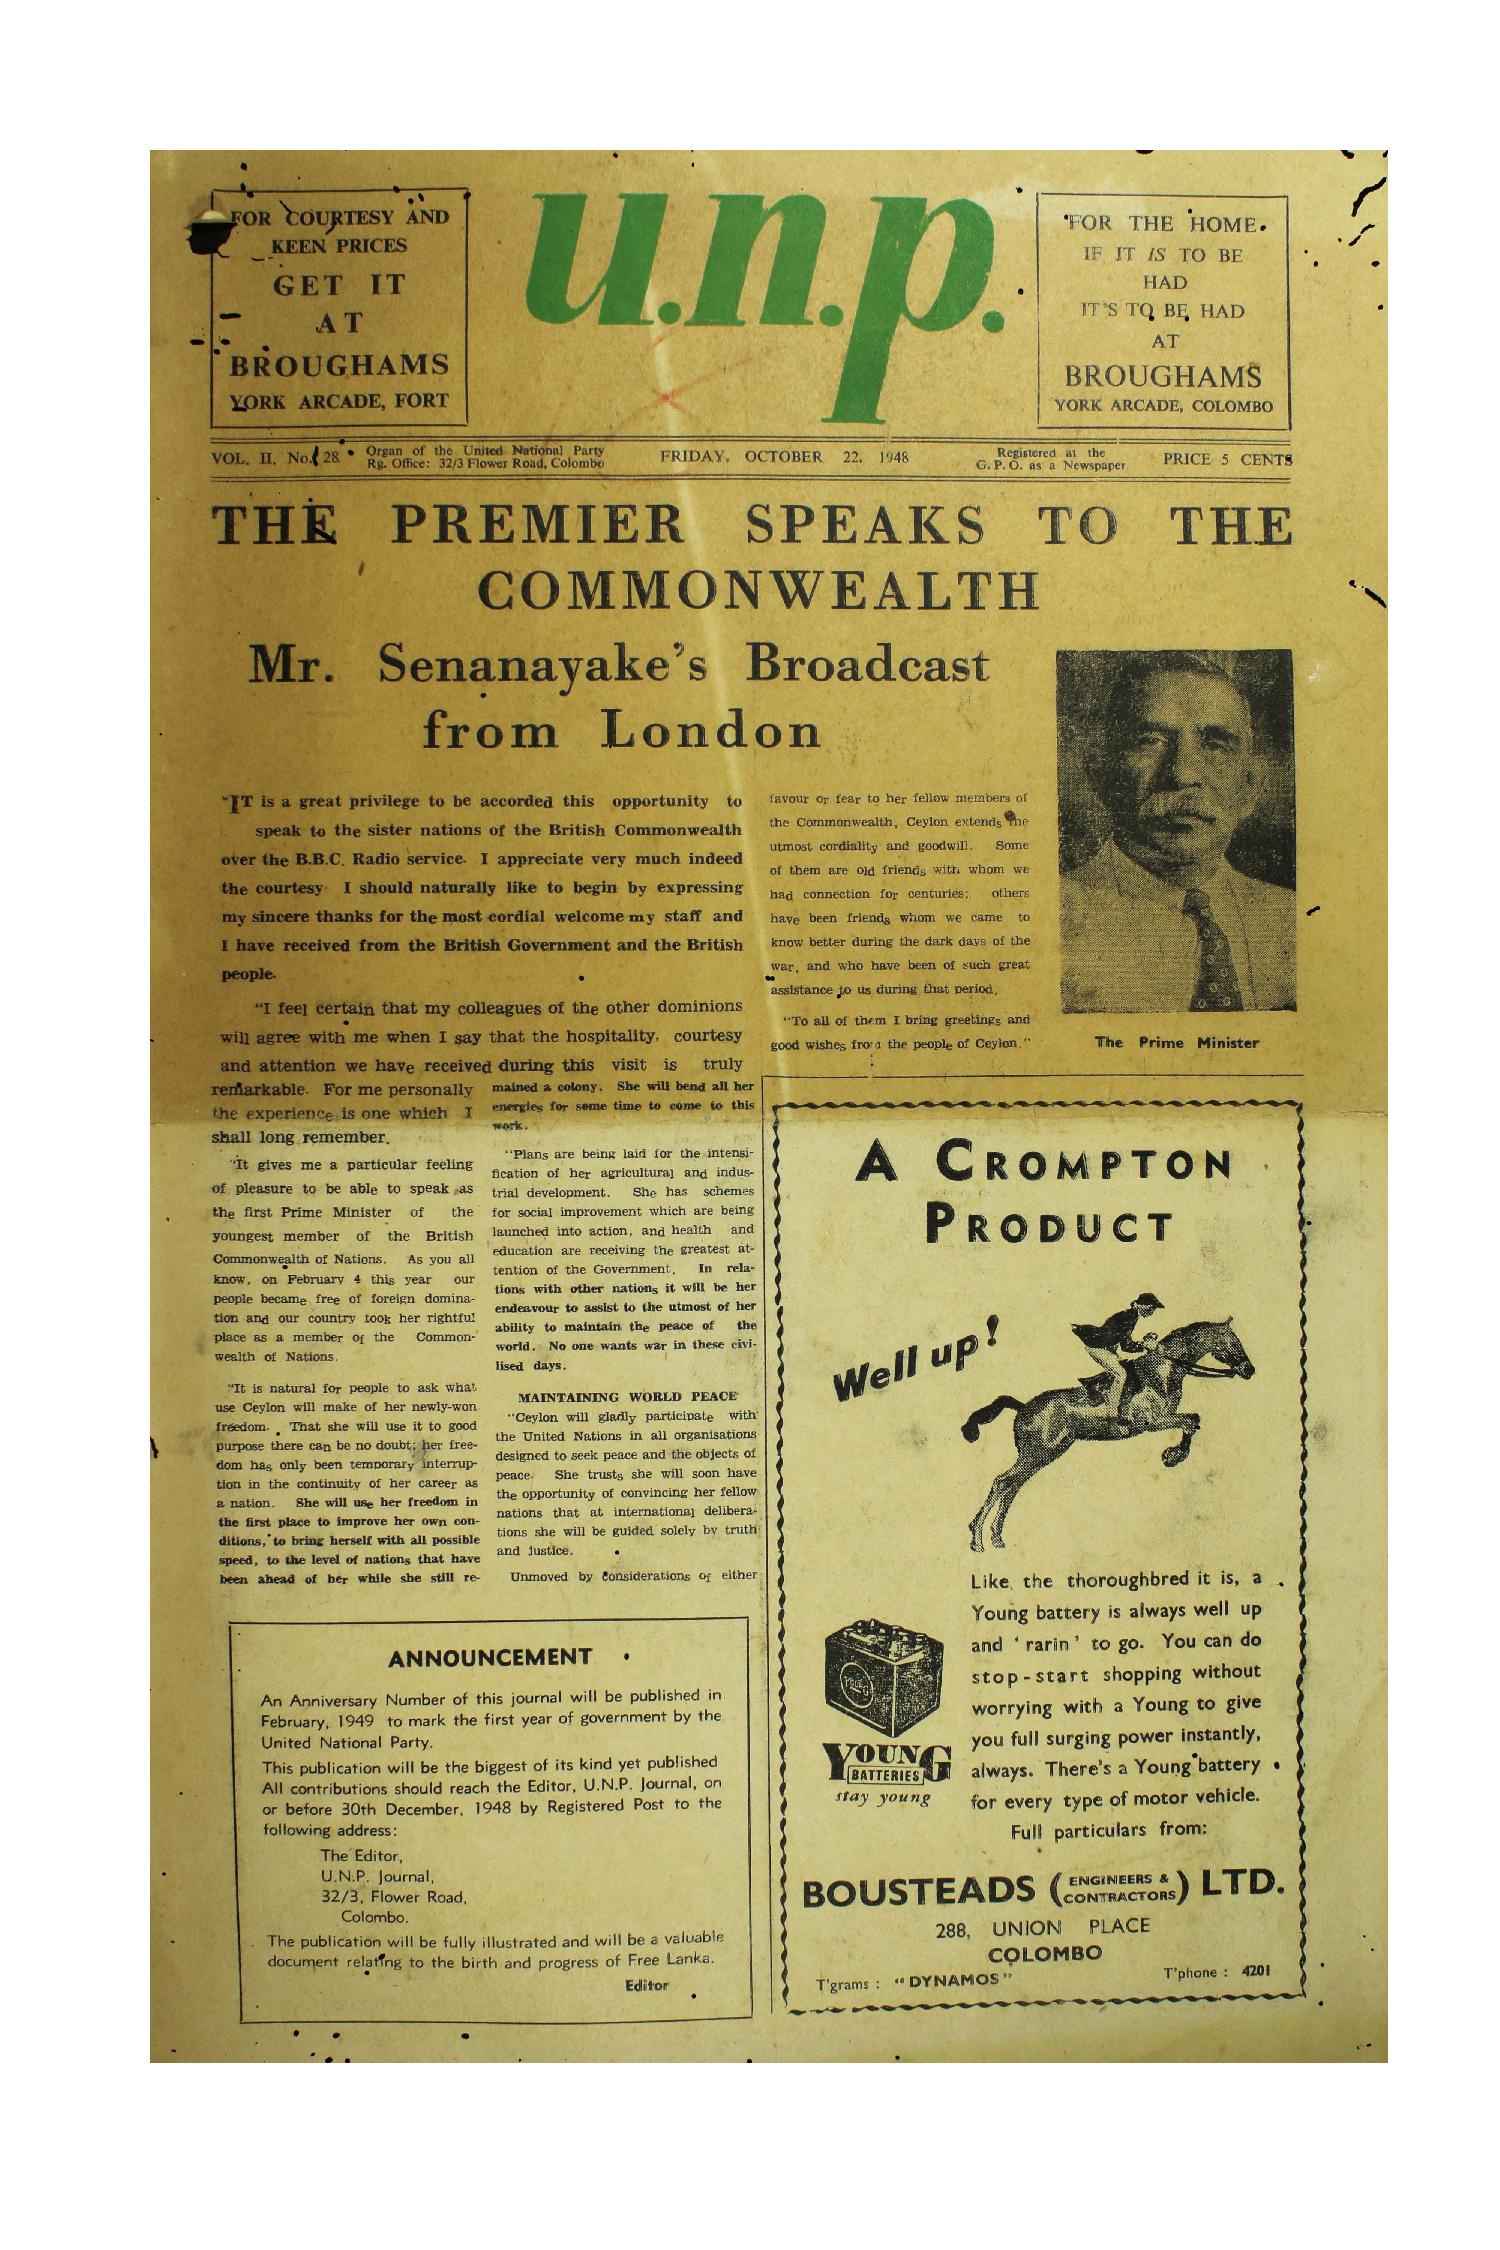 FOR COURTESY AND
KEEN PRICES
GET IT
AT
BROUGHAMS
YORK ARCADE, FORT
u.n.p.
FOR THE HOME
IF IT IS TO BE
HAD
IT'S TO BE HAD
AT
BROUGHAMS
YORK ARCADE, COLOMBO
VOL. II. No. 28
Organ of the United National Party
Rg. Office: 32/3 Flower Road, Colombo
FRIDAY, OCTOBER 22, 1948
Registered at the
G. P. O. as a Newspaper
PRICE 5 CENTS
THE PREMIER SPEAKS TO THE
COMMONWEALTH
Mr. Senanayake's Broadcast
from London
"IT is a great privilege to be accorded this opportunity to
speak to the sister nations of the British Commonwealth
over the B.B.C. Radio service. I appreciate very much indeed
the courtesy. I should naturally like to begin by expressing
my sincere thanks for the most cordial welcome my staff and
I have received from the British Government and the British
people.
"I feel certain that my colleagues of the other dominions
will agree with me when I say that the hospitality, courtesy
and attention we have received during this visit is truly
remarkable. For me personally
the experience is one which I
shall long remember.
"It gives me a particular feeling
of pleasure to be able to speak as
the first Prime Minister of the
youngest member of the British
Commonwealth of Nations. As you all
know, on February 4 this year our
people became free of foreign domina-
tion and our country took her rightful
place as a member of the Common-
wealth of Nations.
"It is natural for people to ask what
use Ceylon will make of her newly-won
freedom. That she will use it to good
purpose there can be no doubt; her free-
dom has only been temporary interrup-
tion in the continuity of her career as
a nation. She will use her freedom in
the first place to improve her own con-
ditions, to bring herself with all possible
speed, to the level of nations that have
been ahead of her while she still re-
mained a colony. She will bend all her
energies for some time to come to this
work.
"Plans are being laid for the intensi-
fication of her agricultural and indus-
trial development. She has schemes
for social improvement which are being
launched into action, and health and
education are receiving the greatest at-
tention of the Government. In rela-
tions with other nations it will be her
endeavour to assist to the utmost of her
ability to maintain the peace of the
world. No one wants war in these civi-
lised days.
MAINTAINING WORLD PEACE
"Ceylon will gladly participate with
the United Nations in all organisations
designed to seek peace and the objects of
peace. She trusts she will soon have
the opportunity of convincing her fellow
nations that at international delibera-
tions she will be guided solely by truth
and Justice.
Unmoved by considerations of either
favour or fear to her fellow members of
the Commonwealth, Ceylon extends the
utmost cordiality and goodwill. Some
of them are old friends with whom we
had connection for centuries; others
have been friends whom we came to
know better during the dark days of the
war, and who have been of such great
assistance to us during that period.
"To all of them I bring greetings and
good wishes from the people of Ceylon."
The Prime Minister
ANNOUNCEMENT
An Anniversary Number of this journal will be published in
February, 1949 to mark the first year of government by the
United National Party.
This publication will be the biggest of its kind yet published
All contributions should reach the Editor, U.N.P. Journal, on
or before 30th December, 1948 by Registered Post to the
following address:
The Editor,
U.N.P. Journal,
32/3, Flower Road,
Colombo.
The publication will be fully illustrated and will be a valuable
document relating to the birth and progress of Free Lanka.
Editor
A CROMPTON
PRODUCT
Well up!
Like the thoroughbred it is, a
Young battery is always well up
and 'rarin' to go. You can do
stop-start shopping without
worrying with a Young to give
you full surging power instantly,
always. There's a Young battery
for every type of motor vehicle.
Full particulars from:
YOUNG
BATTERIES
stay young
BOUSTEADS (ENGINEERS & CONTRACTORS) LTD.
288, UNION PLACE
COLOMBO
T'grams : "DYNAMOS"
T'phone : 4201